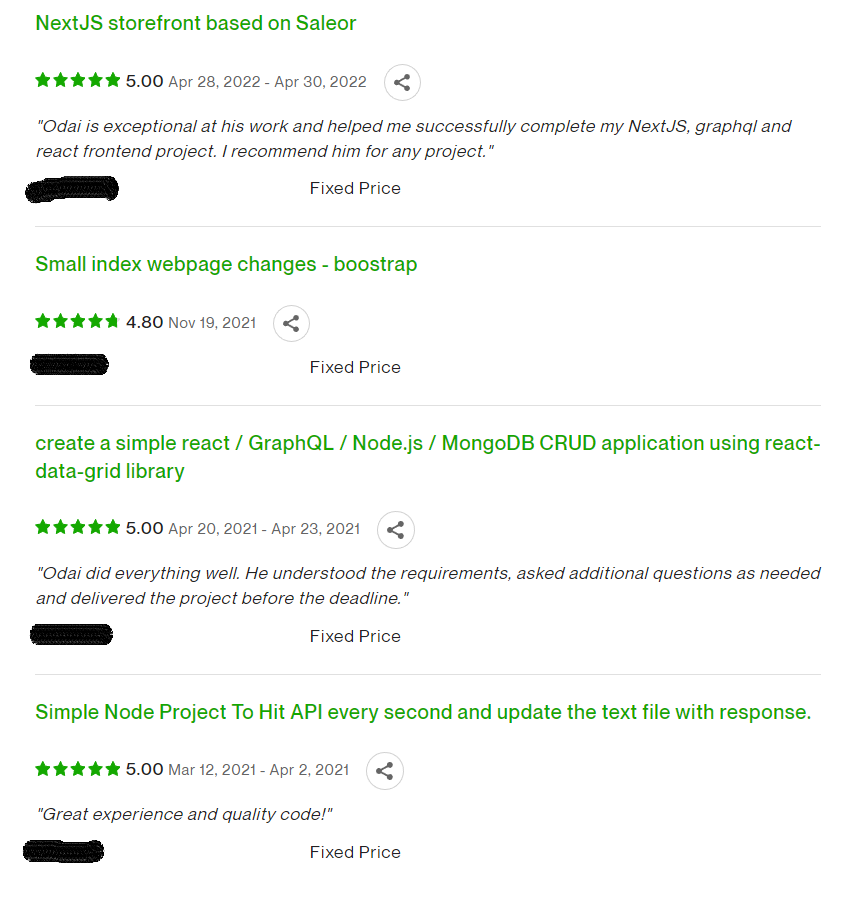 NextJS storefront based on Saleor
5.00 Apr 28, 2022 - Apr 30, 2022
"Odai is exceptional at his work and helped me successfully complete my NextJS, graphql and
react frontend project. I recommend him for any project."
Fixed Price
Small index webpage changes - boostrap
4.80 Nov 19, 2021
Fixed Price
create a simple react / GraphQL / Node.js / MongoDB CRUD application using react-
data-grid library
5.00 Apr 20, 2021 - Apr 23, 2021
"Odai did everything well. He understood the requirements, asked additional questions as needed
and delivered the project before the deadline."
Fixed Price
Simple Node Project To Hit API every second and update the text file with response.
5.00 Mar 12, 2021 - Apr 2, 2021
"Great experience and quality code!"
Fixed Price